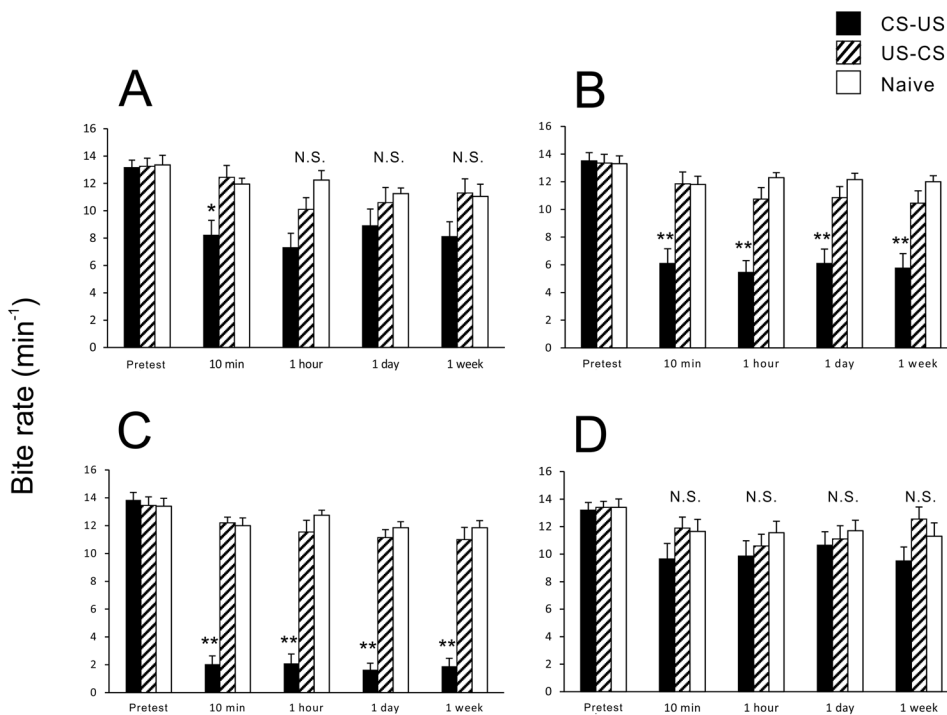 CS-US
US-CS
Naive
Bite rate (min-1)
A
16
14
12
10
8
6
4
2
0
N.S. N.S. N.S.
*
Pretest 10 min 1 hour 1 day 1 week
B
16
14
12
10
8
6
4
2
0
** ** ** **
Pretest 10 min 1 hour 1 day 1 week
C
16
14
12
10
8
6
4
2
0
** ** ** **
Pretest 10 min 1 hour 1 day 1 week
D
16
14
12
10
8
6
4
2
0
N.S. N.S. N.S. N.S.
Pretest 10 min 1 hour 1 day 1 week